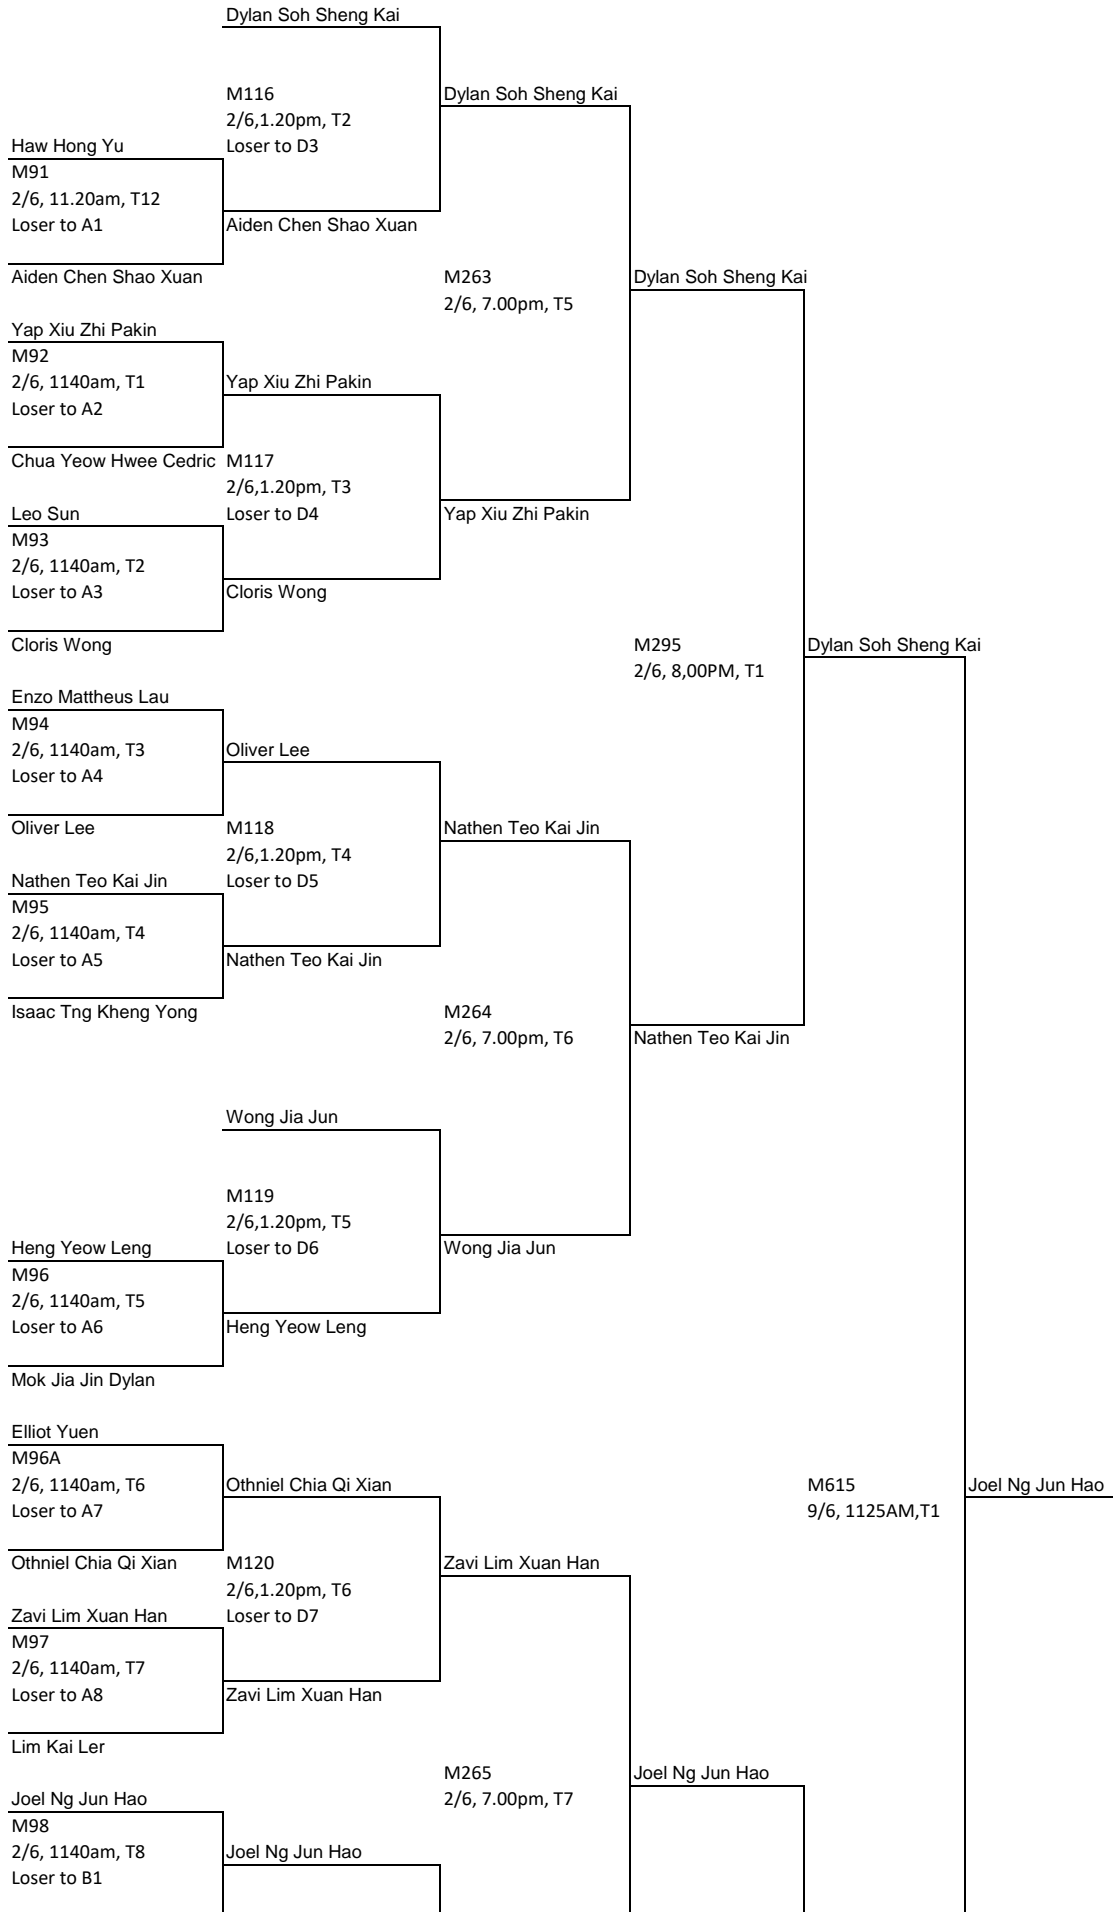 Dylan Soh Sheng Kai
M116
Dylan Soh Sheng Kai
2/6,1.20pm, T2
Haw Hong Yu
Loser to D3
M91
2/6, 11.20am, T12
Loser to A1
Aiden Chen Shao Xuan
Aiden Chen Shao Xuan
M263
Dylan Soh Sheng Kai
2/6, 7.00pm, T5
Yap Xiu Zhi Pakin
M92
2/6, 1140am, T1
Yap Xiu Zhi Pakin
Loser to A2
Chua Yeow Hwee Cedric
M117
2/6,1.20pm, T3
Leo Sun
Loser to D4
Yap Xiu Zhi Pakin
M93
2/6, 1140am, T2
Loser to A3
Cloris Wong
Cloris Wong
M295
Dylan Soh Sheng Kai
2/6, 8,00PM, T1
Enzo Mattheus Lau
M94
2/6, 1140am, T3
Oliver Lee
Loser to A4
Oliver Lee
M118
Nathen Teo Kai Jin
2/6,1.20pm, T4
Nathen Teo Kai Jin
Loser to D5
M95
2/6, 1140am, T4
Loser to A5
Nathen Teo Kai Jin
Isaac Tng Kheng Yong
M264
2/6, 7.00pm, T6
Nathen Teo Kai Jin
Wong Jia Jun
M119
2/6,1.20pm, T5
Heng Yeow Leng
Loser to D6
Wong Jia Jun
M96
2/6, 1140am, T5
Loser to A6
Heng Yeow Leng
Mok Jia Jin Dylan
Elliot Yuen
M96A
2/6, 1140am, T6
Othniel Chia Qi Xian
M615
Joel Ng Jun Hao
Loser to A7
9/6, 1125AM,T1
Othniel Chia Qi Xian
M120
Zavi Lim Xuan Han
2/6,1.20pm, T6
Zavi Lim Xuan Han
Loser to D7
M97
2/6, 1140am, T7
Loser to A8
Zavi Lim Xuan Han
Lim Kai Ler
M265
Joel Ng Jun Hao
Joel Ng Jun Hao
2/6, 7.00pm, T7
M98
2/6, 1140am, T8
Joel Ng Jun Hao
Loser to B1